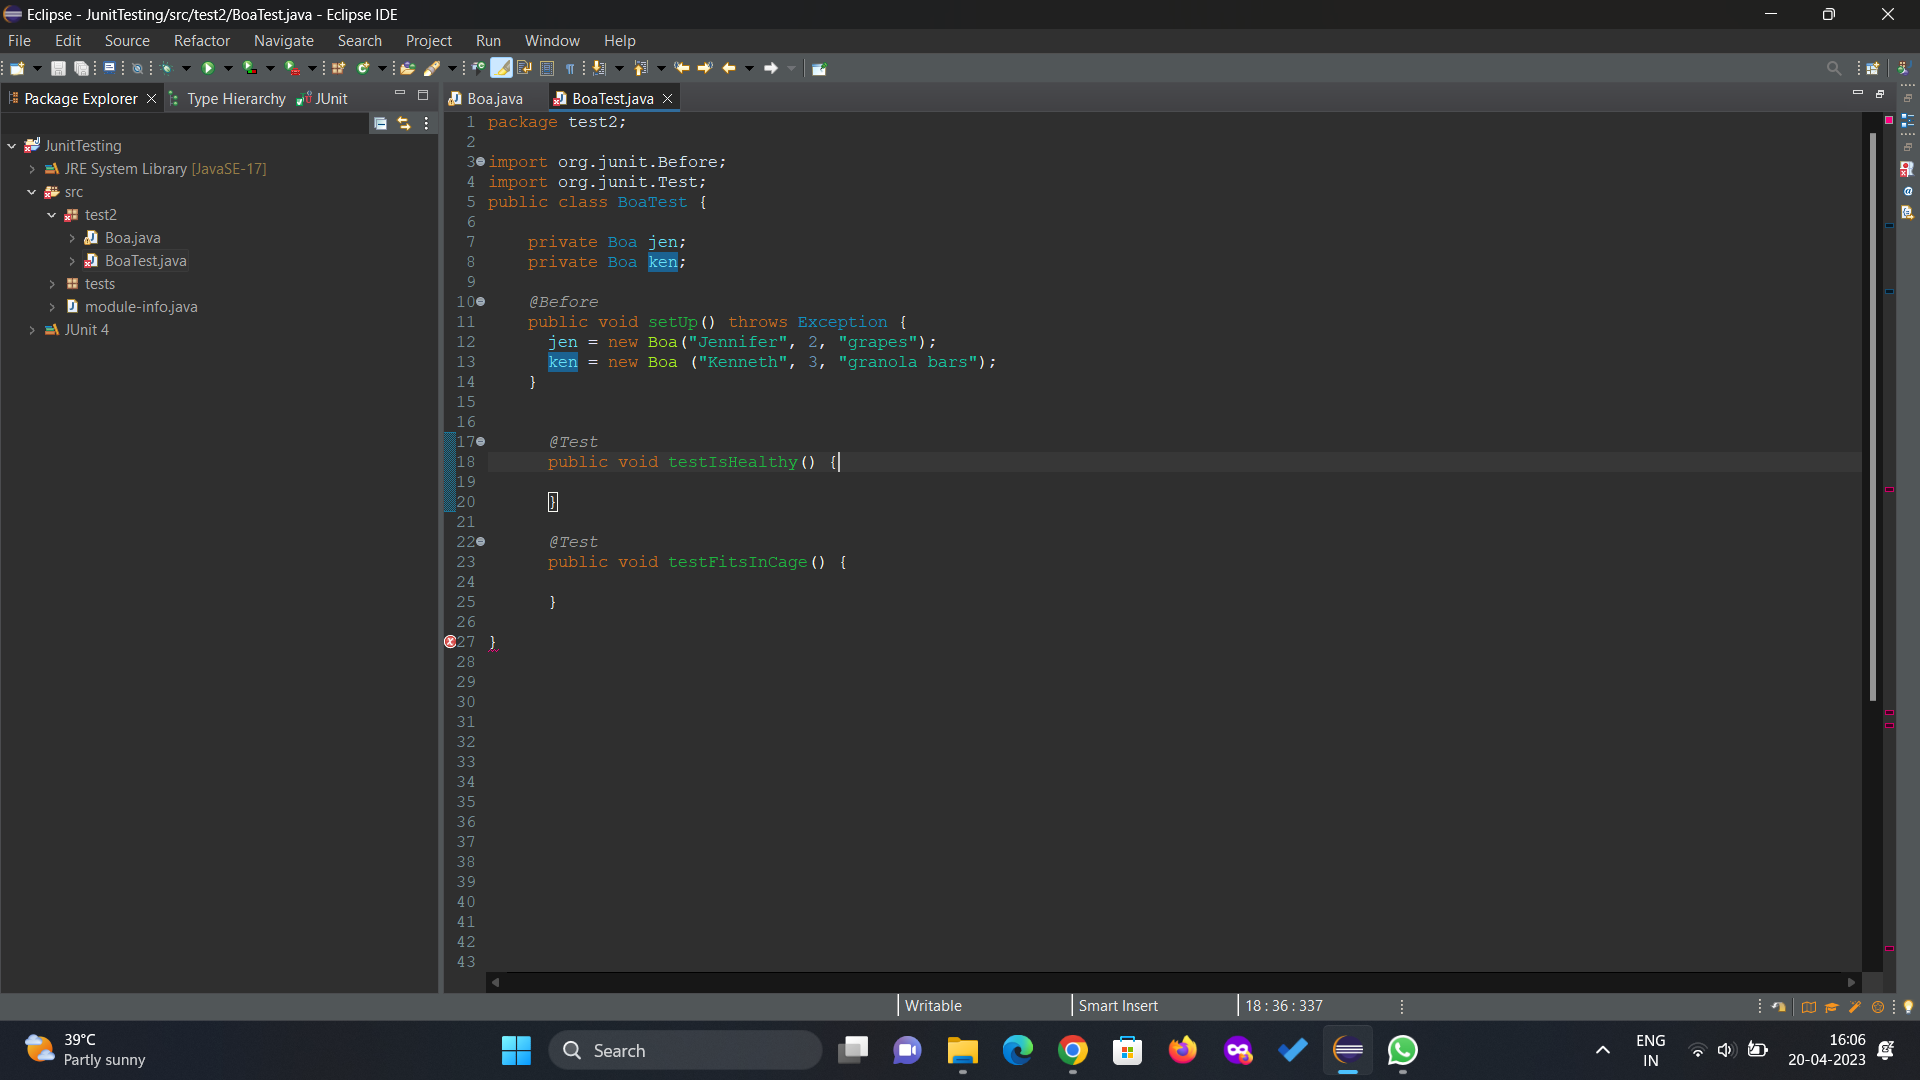 Eclipse - JunitTesting/src/test2/BoaTest.java - Eclipse IDE
File Edit Source Refactor Navigate Search Project Run Window Help
Package Explorer Type Hierarchy JUnit
Boa.java BoaTest.java
JunitTesting
JRE System Library [JavaSE-17]
src
test2
Boa.java
BoaTest.java
tests
module-info.java
JUnit 4
1 package test2;
2
3 import org.junit.Before;
4 import org.junit.Test;
5 public class BoaTest {
6
7 private Boa jen;
8 private Boa ken;
9
10 @Before
11 public void setUp() throws Exception {
12 jen = new Boa("Jennifer", 2, "grapes");
13 ken = new Boa ("Kenneth", 3, "granola bars");
14 }
15
16
17 @Test
18 public void testIsHealthy() {
19
20 }
21
22 @Test
23 public void testFitsInCage() {
24
25 }
26
27 }
28
29
30
31
32
33
34
35
36
37
38
39
40
41
42
43
Writable Smart Insert 18 : 36 : 337
39°C
Partly sunny
Search
ENG
IN
16:06
20-04-2023